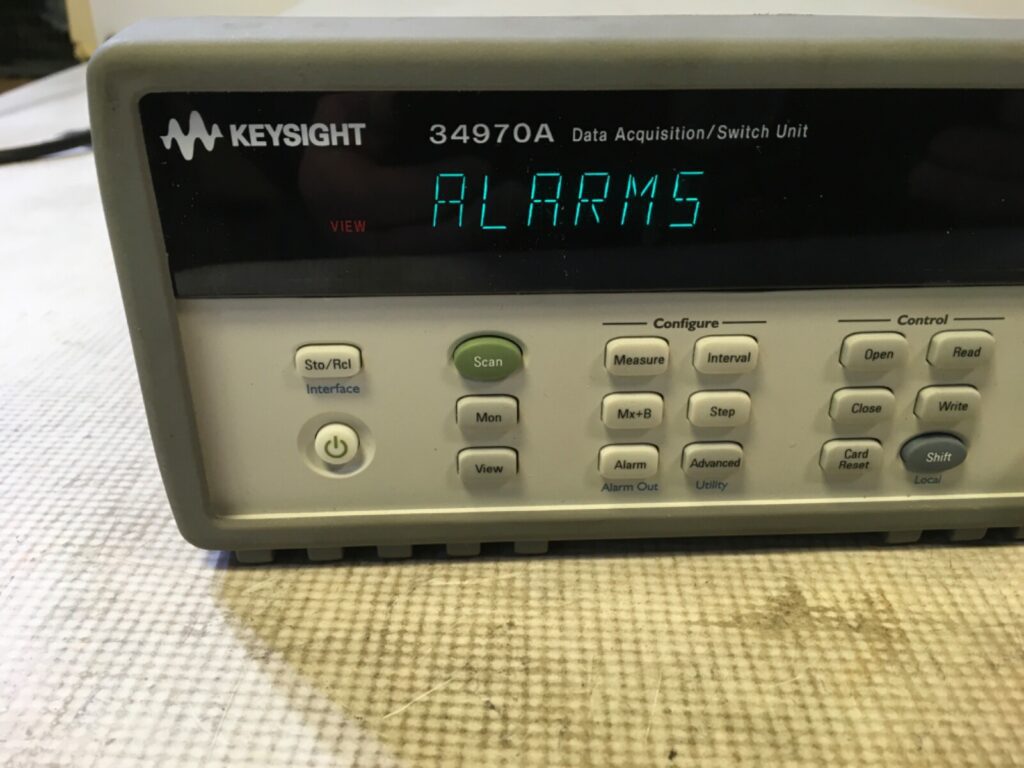 KEYSIGHT 34970A Data Acquisition/Switch Unit
VIEW ALARMS
Configure Control
Sto/Rcl Scan Measure Interval Open Read
Interface
Mon Mx+B Step Close Write
View Alarm Advanced Card Reset Shift
Alarm Out Utility Local